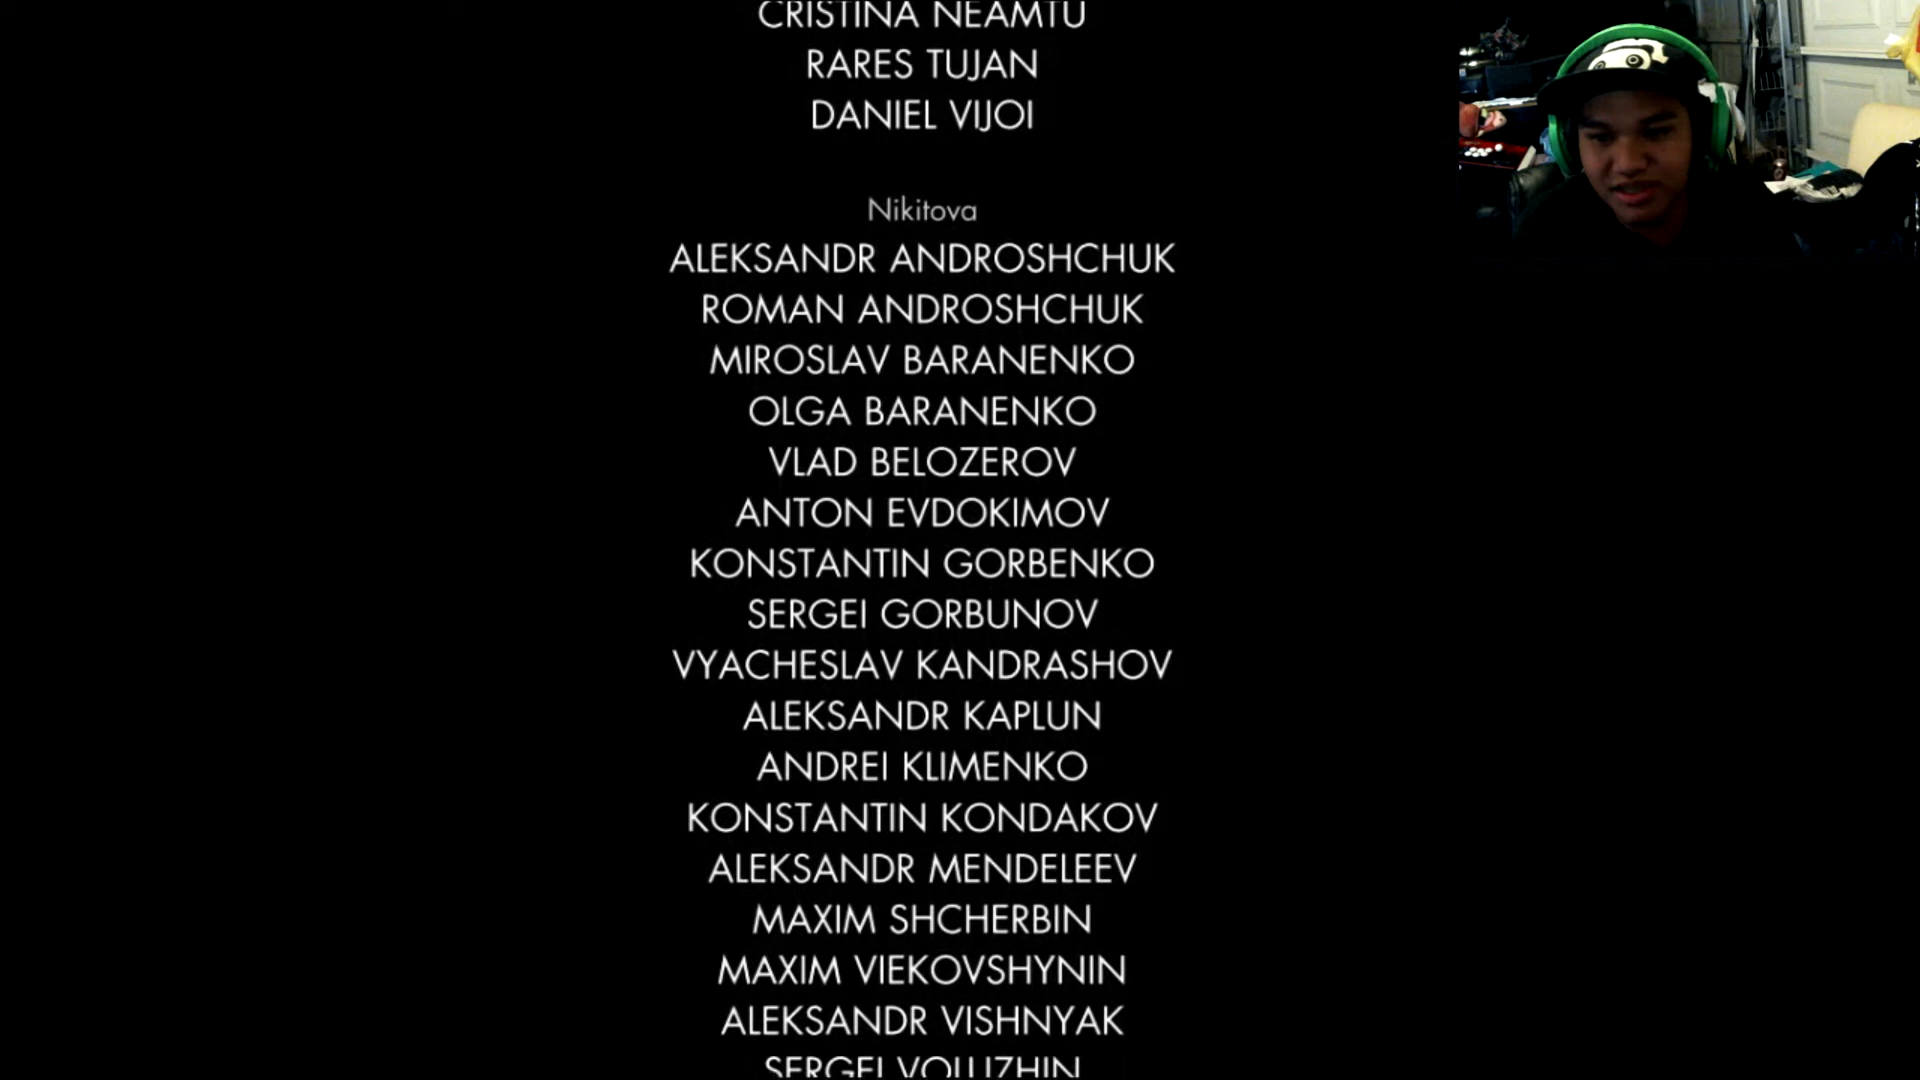 CRISTINA NEAMTU
RARES TUJAN
DANIEL VIJOI
Nikitova
ALEKSANDR ANDROSHCHUK
ROMAN ANDROSHCHUK
MIROSLAV BARANENKO
OLGA BARANENKO
VLAD BELOZEROV
ANTON EVDOKIMOV
KONSTANTIN GORBENKO
SERGEI GORBUNOV
VYACHESLAV KANDRASHOV
ALEKSANDR KAPLUN
ANDREI KLIMENKO
KONSTANTIN KONDAKOV
ALEKSANDR MENDELEEV
MAXIM SHCHERBIN
MAXIM VIEKOVSHYNIN
ALEKSANDR VISHNYAK
SERGEI